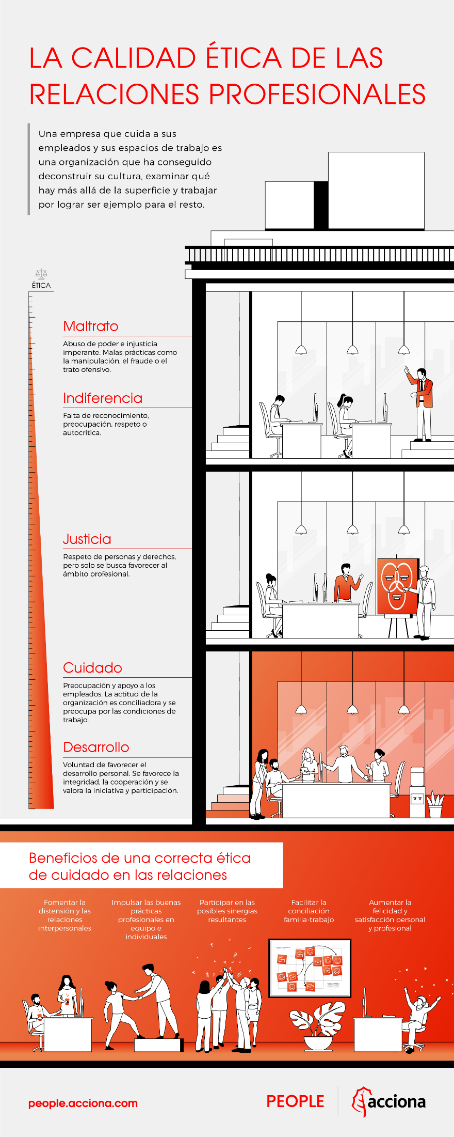 LA CALIDAD ÉTICA DE LAS
RELACIONES PROFESIONALES
Una empresa que cuida a sus
empleados y sus espacios de trabajo es
una organización que ha conseguido
deconstruir su cultura, examinar qué
hay más allá de la superficie y trabajar
por lograr ser ejemplo para el resto.
ÉTICA
Maltrato
Abuso de poder e injusticia
imperante. Malas prácticas como
la manipulación, el fraude o el
trato ofensivo.
Indiferencia
Falta de reconocimiento,
preocupación, respeto o
autocrítica.
Justicia
Respeto de personas y derechos,
pero solo se busca favorecer al
ámbito profesional.
Cuidado
Preocupación y apoyo a los
empleados. La actitud de la
organización es conciliadora y se
preocupa por las condiciones de
trabajo.
Desarrollo
Voluntad de favorecer el
desarrollo personal. Se favorece la
integridad, la cooperación y se
valora la iniciativa y participación.
Beneficios de una correcta ética
de cuidado en las relaciones
Fomentar la
distensión y las
relaciones
interpersonales
Impulsar las buenas
prácticas
profesionales en
equipo e
individuales.
Participar en las
posibles sinergias
resultantes
Facilitar la
conciliación
familia-trabajo
Aumentar la
felicidad y
satisfacción personal
y profesional
people.acciona.com
PEOPLE
acciona